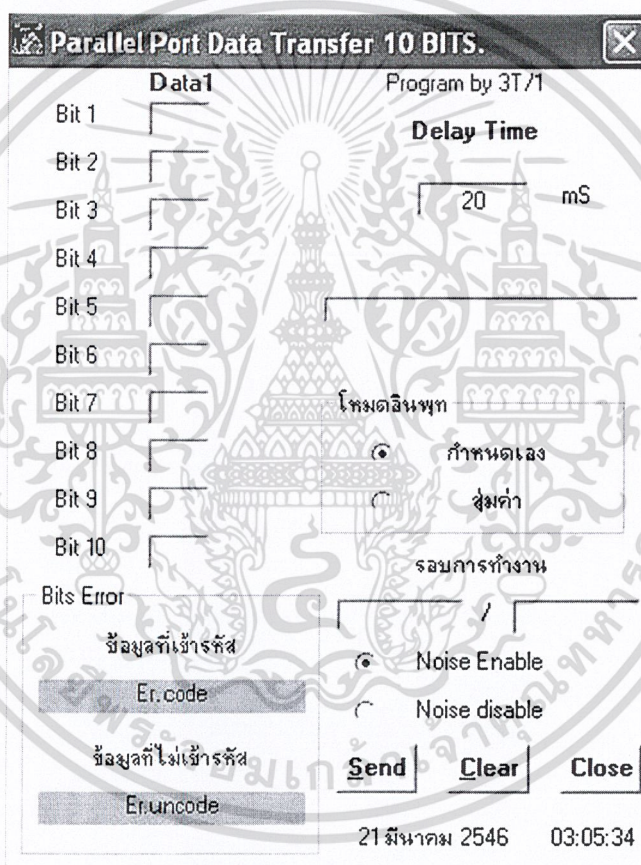 Parallel Port Data Transfer 10 BITS.
Data1
Program by 3T/1
Bit 1
Delay Time
Bit 2
20 mS
Bit 3
Bit 4
Bit 5
Bit 6
Bit 7
โหมดอินพุท
Bit 8
กำหนดเอง
Bit 9
สุ่มค่า
Bit 10
รอบการทำงาน
/
Bits Error
ข้อมูลที่เข้ารหัส
Er.code
ข้อมูลที่ไม่เข้ารหัส
Er.uncode
Noise Enable
Noise disable
Send Clear Close
21 มีนาคม 2546 03:05:34